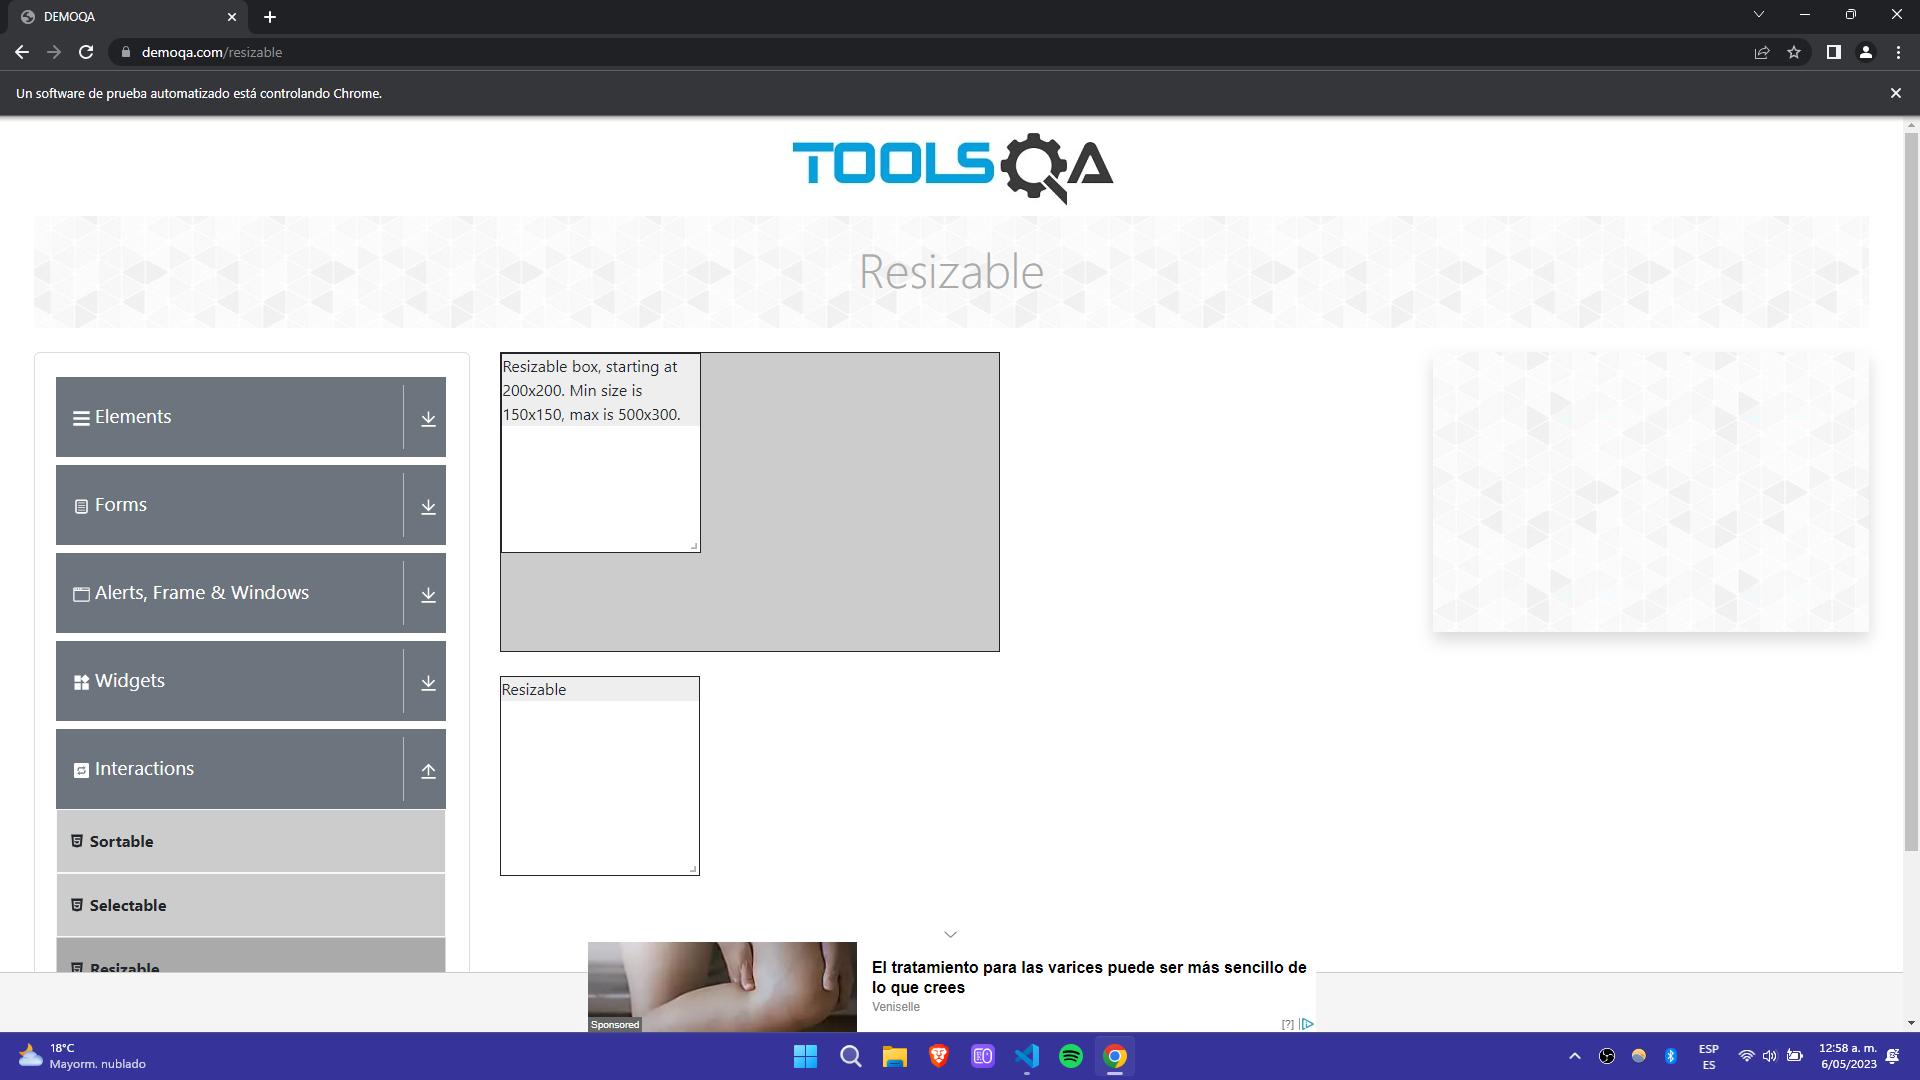 DEMOQA
demoqa.com/resizable
Un software de prueba automatizado está controlando Chrome.
TOOLSQA
Resizable
Elements
Forms
Alerts, Frame & Windows
Widgets
Interactions
Sortable
Selectable
Resizable
Resizable box, starting at
200x200. Min size is
150x150, max is 500x300.
Resizable
El tratamiento para las varices puede ser más sencillo de
lo que crees
Veniselle
Sponsored
[?]
18°C
Mayorm. nublado
ESP
ES
12:58 a. m.
6/05/2023